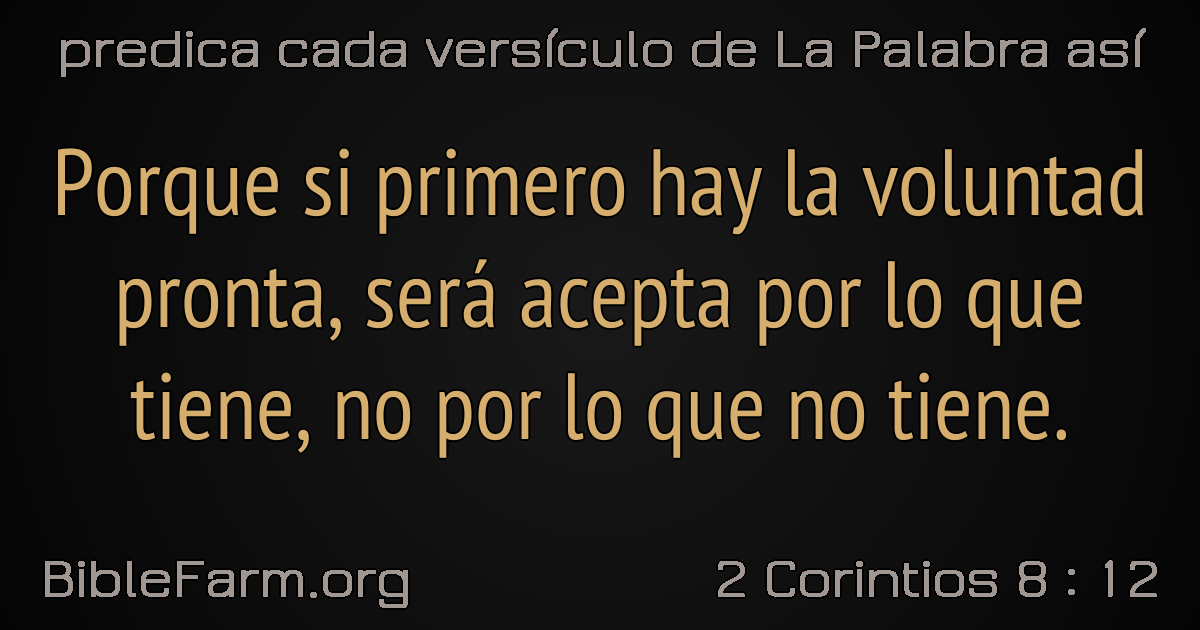 predica cada versículo de La Palabra así
Porque si primero hay la voluntad
pronta, será acepta por lo que
tiene, no por lo que no tiene.
BibleFarm.org
2 Corintios 8 : 12